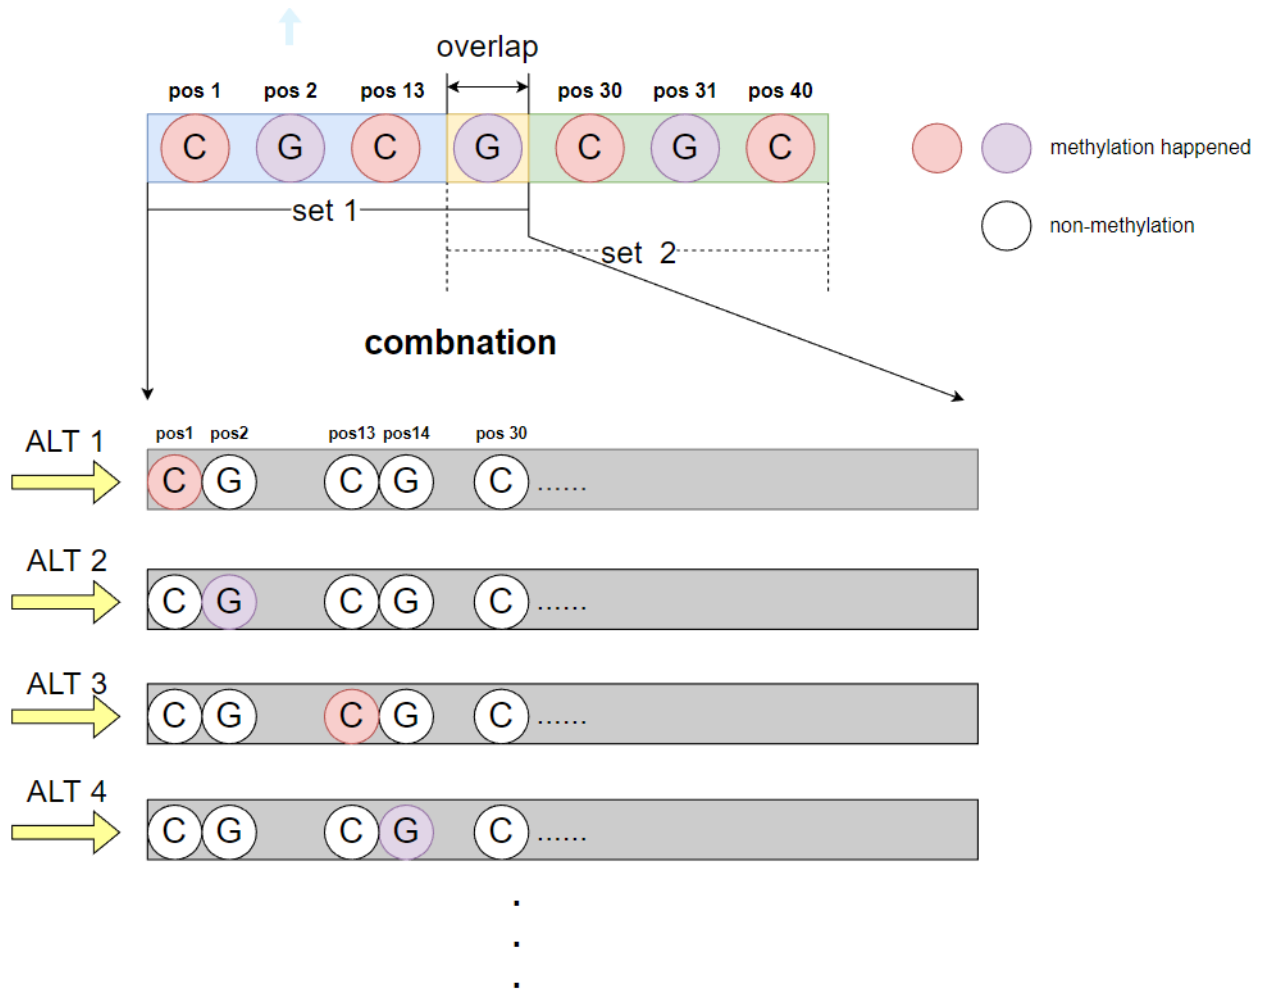 overlap
pos 1 pos 2 pos 13 pos 30 pos 31 pos 40
C G C G C G C
methylation happened
set 1
non-methylation
set 2
combnation
ALT 1
pos1 pos2 pos13 pos14 pos 30
C G C G C ......
ALT 2
C G C G C ......
ALT 3
C G C G C ......
ALT 4
C G C G C ......
.
.
.